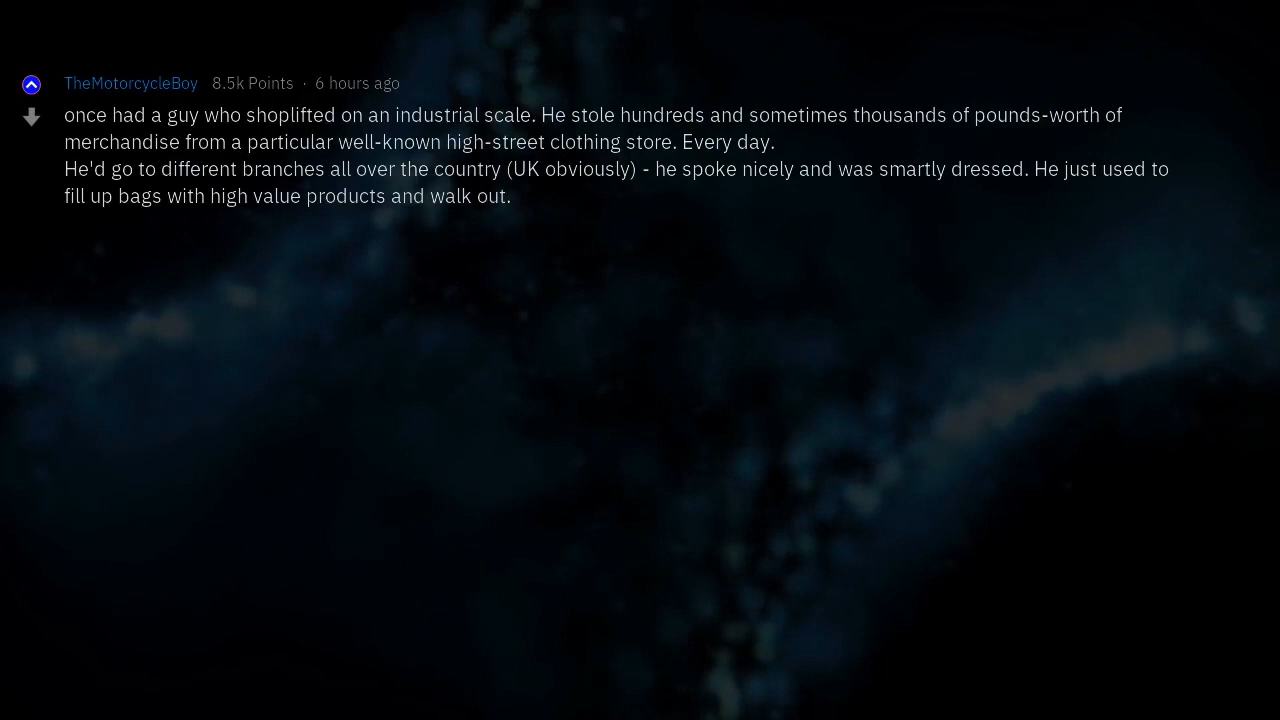 TheMotorcycleBoy 8.5k Points · 6 hours ago
once had a guy who shoplifted on an industrial scale. He stole hundreds and sometimes thousands of pounds-worth of
merchandise from a particular well-known high-street clothing store. Every day.
He'd go to different branches all over the country (UK obviously) - he spoke nicely and was smartly dressed. He just used to
fill up bags with high value products and walk out.